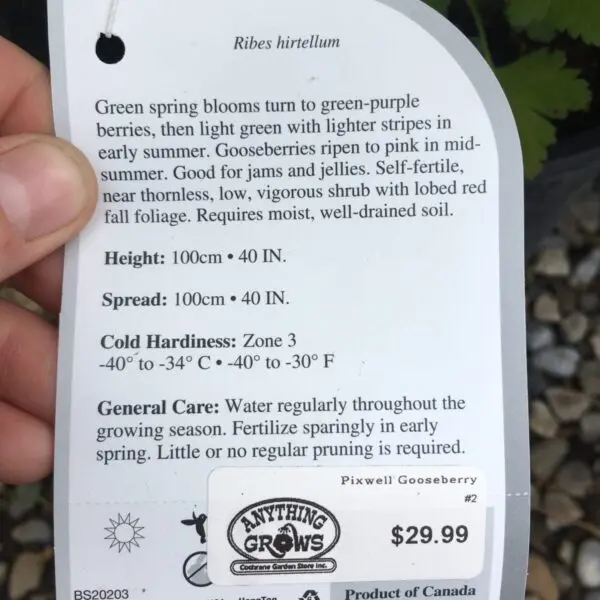 Ribes hirtellum
Green spring blooms turn to green-purple
berries, then light green with lighter stripes in
early summer. Gooseberries ripen to pink in mid-
summer. Good for jams and jellies. Self-fertile,
near thornless, low, vigorous shrub with lobed red
fall foliage. Requires moist, well-drained soil.
Height: 100cm • 40 IN.
Spread: 100cm • 40 IN.
Cold Hardiness: Zone 3
-40° to -34° C • -40° to -30° F
General Care: Water regularly throughout the
growing season. Fertilize sparingly in early
spring. Little or no regular pruning is required.
Pixwell Gooseberry
#2
ANYTHING
GROWS
Cochrane Garden Store Inc.
$29.99
BS20203
Product of Canada